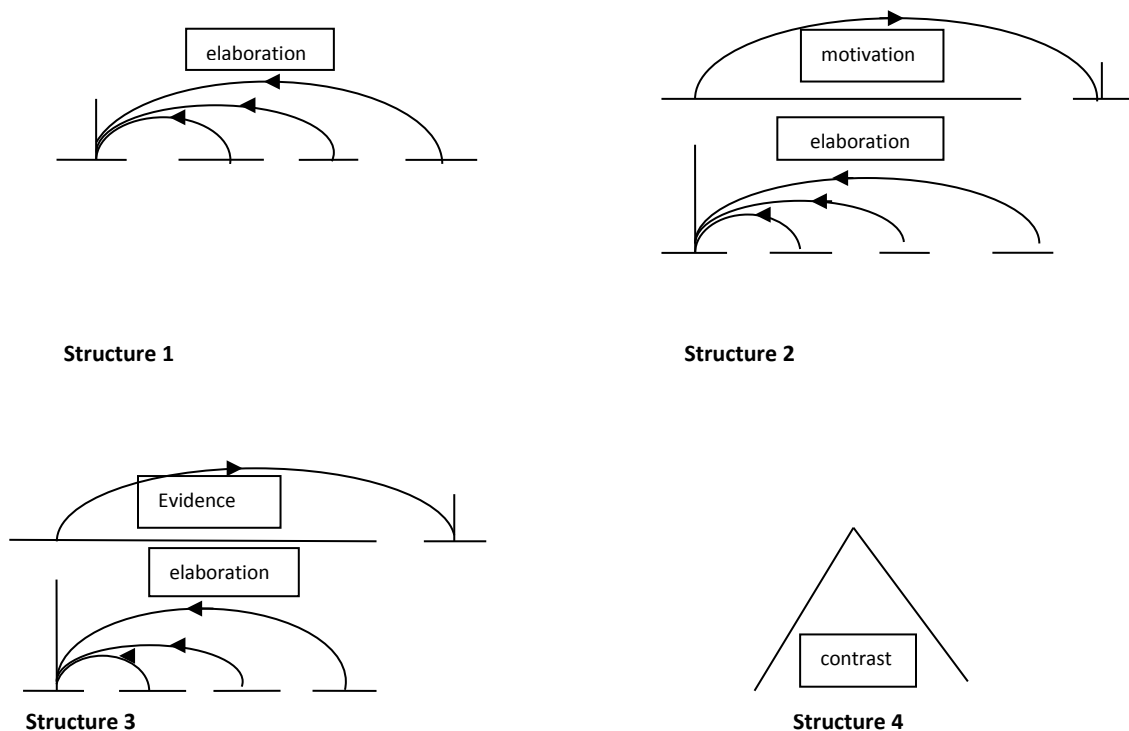 elaboration
motivation
elaboration
Structure 1
Structure 2
Evidence
elaboration
contrast
Structure 3
Structure 4